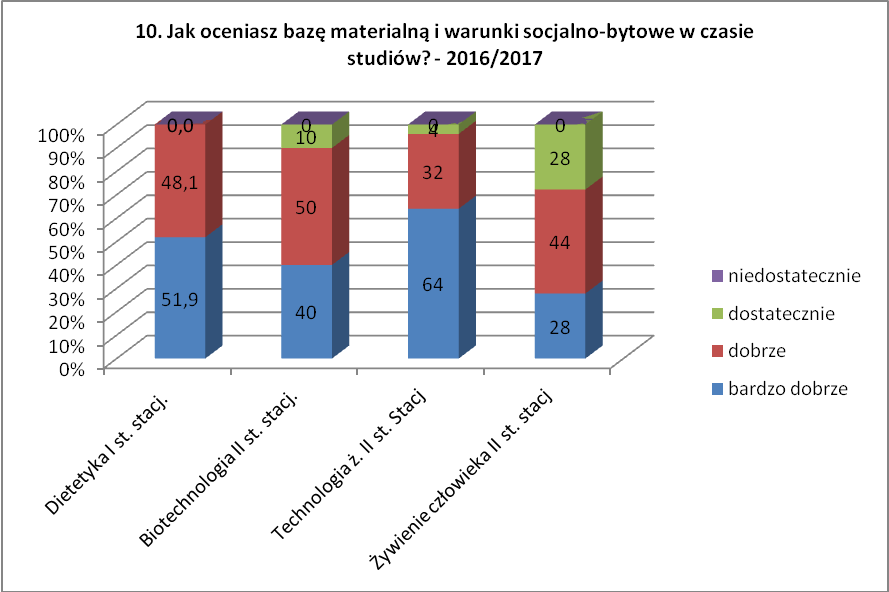 10. Jak oceniasz bazę materialną i warunki socjalno-bytowe w czasie
studiów? - 2016/2017
100%
90%
80%
70%
60%
50%
40%
30%
20%
10%
0%
0,0
48,1
51,9
0
10
50
40
0
4
32
64
0
28
44
28
Dietetyka I st. stacj.
Biotechnologia II st. stacj.
Technologia ż. II st. Stacj
Żywienie człowieka II st. stacj
niedostatecznie
dostatecznie
dobrze
bardzo dobrze